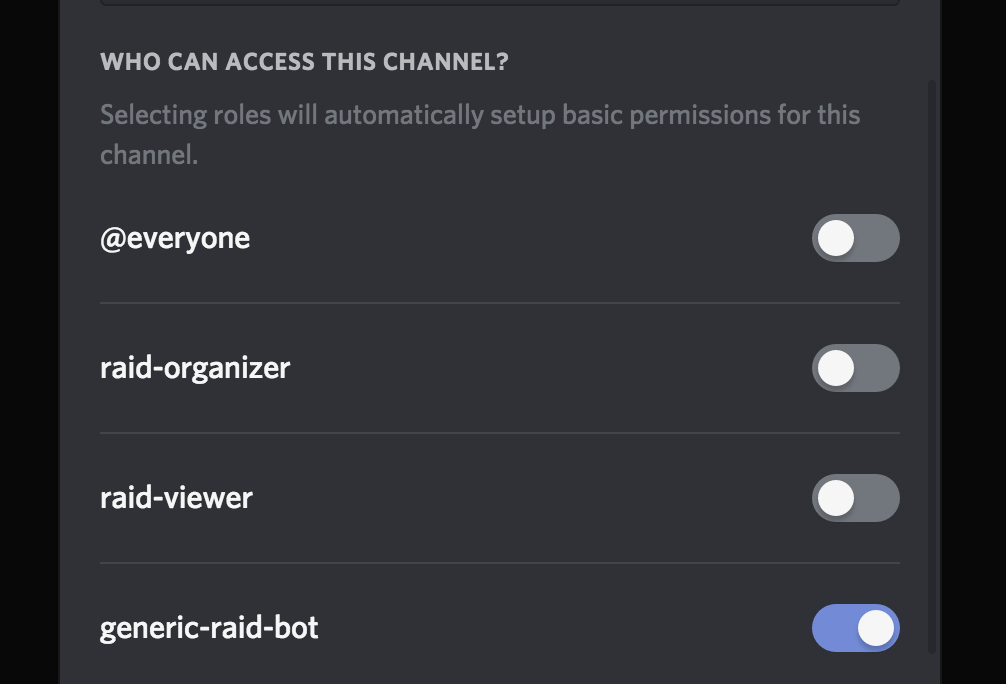 WHO CAN ACCESS THIS CHANNEL?
Selecting roles will automatically setup basic permissions for this
channel.
@everyone
raid-organizer
raid-viewer
generic-raid-bot